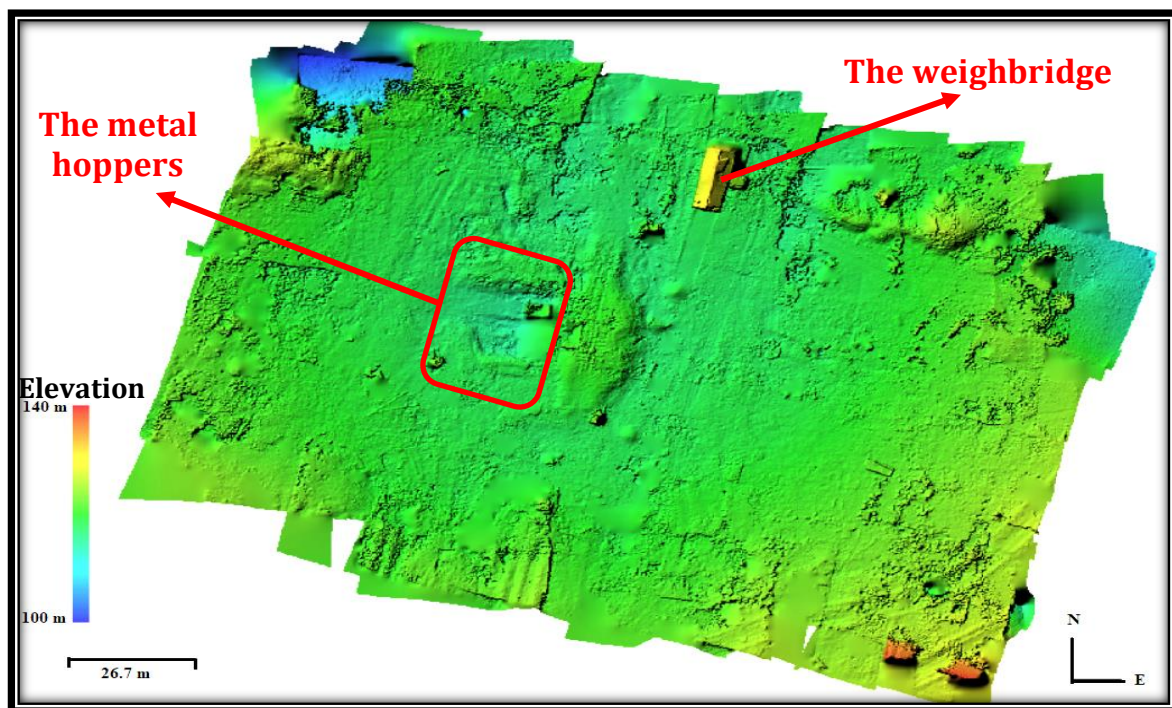 The weighbridge
The metal
hoppers
Elevation
140 m
100 m
26.7 m
N
E